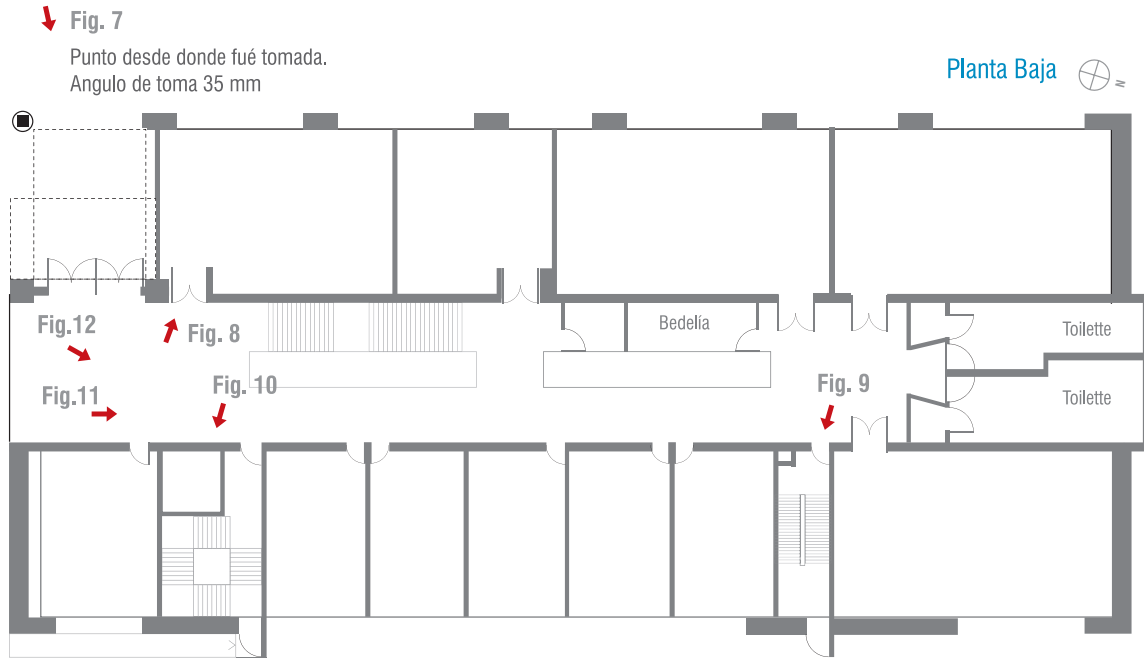 Fig. 7
Punto desde donde fué tomada.
Angulo de toma 35 mm
Planta Baja
N
Fig.12
Fig. 8
Bedelía
Toilette
Fig.11
Fig. 10
Fig. 9
Toilette